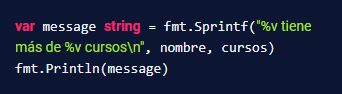 var message string = fmt.Sprintf("%v tiene
más de %v cursos\n", nombre, cursos)
fmt.Println(message)